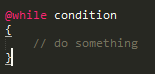 @while condition
{
    // do something
}